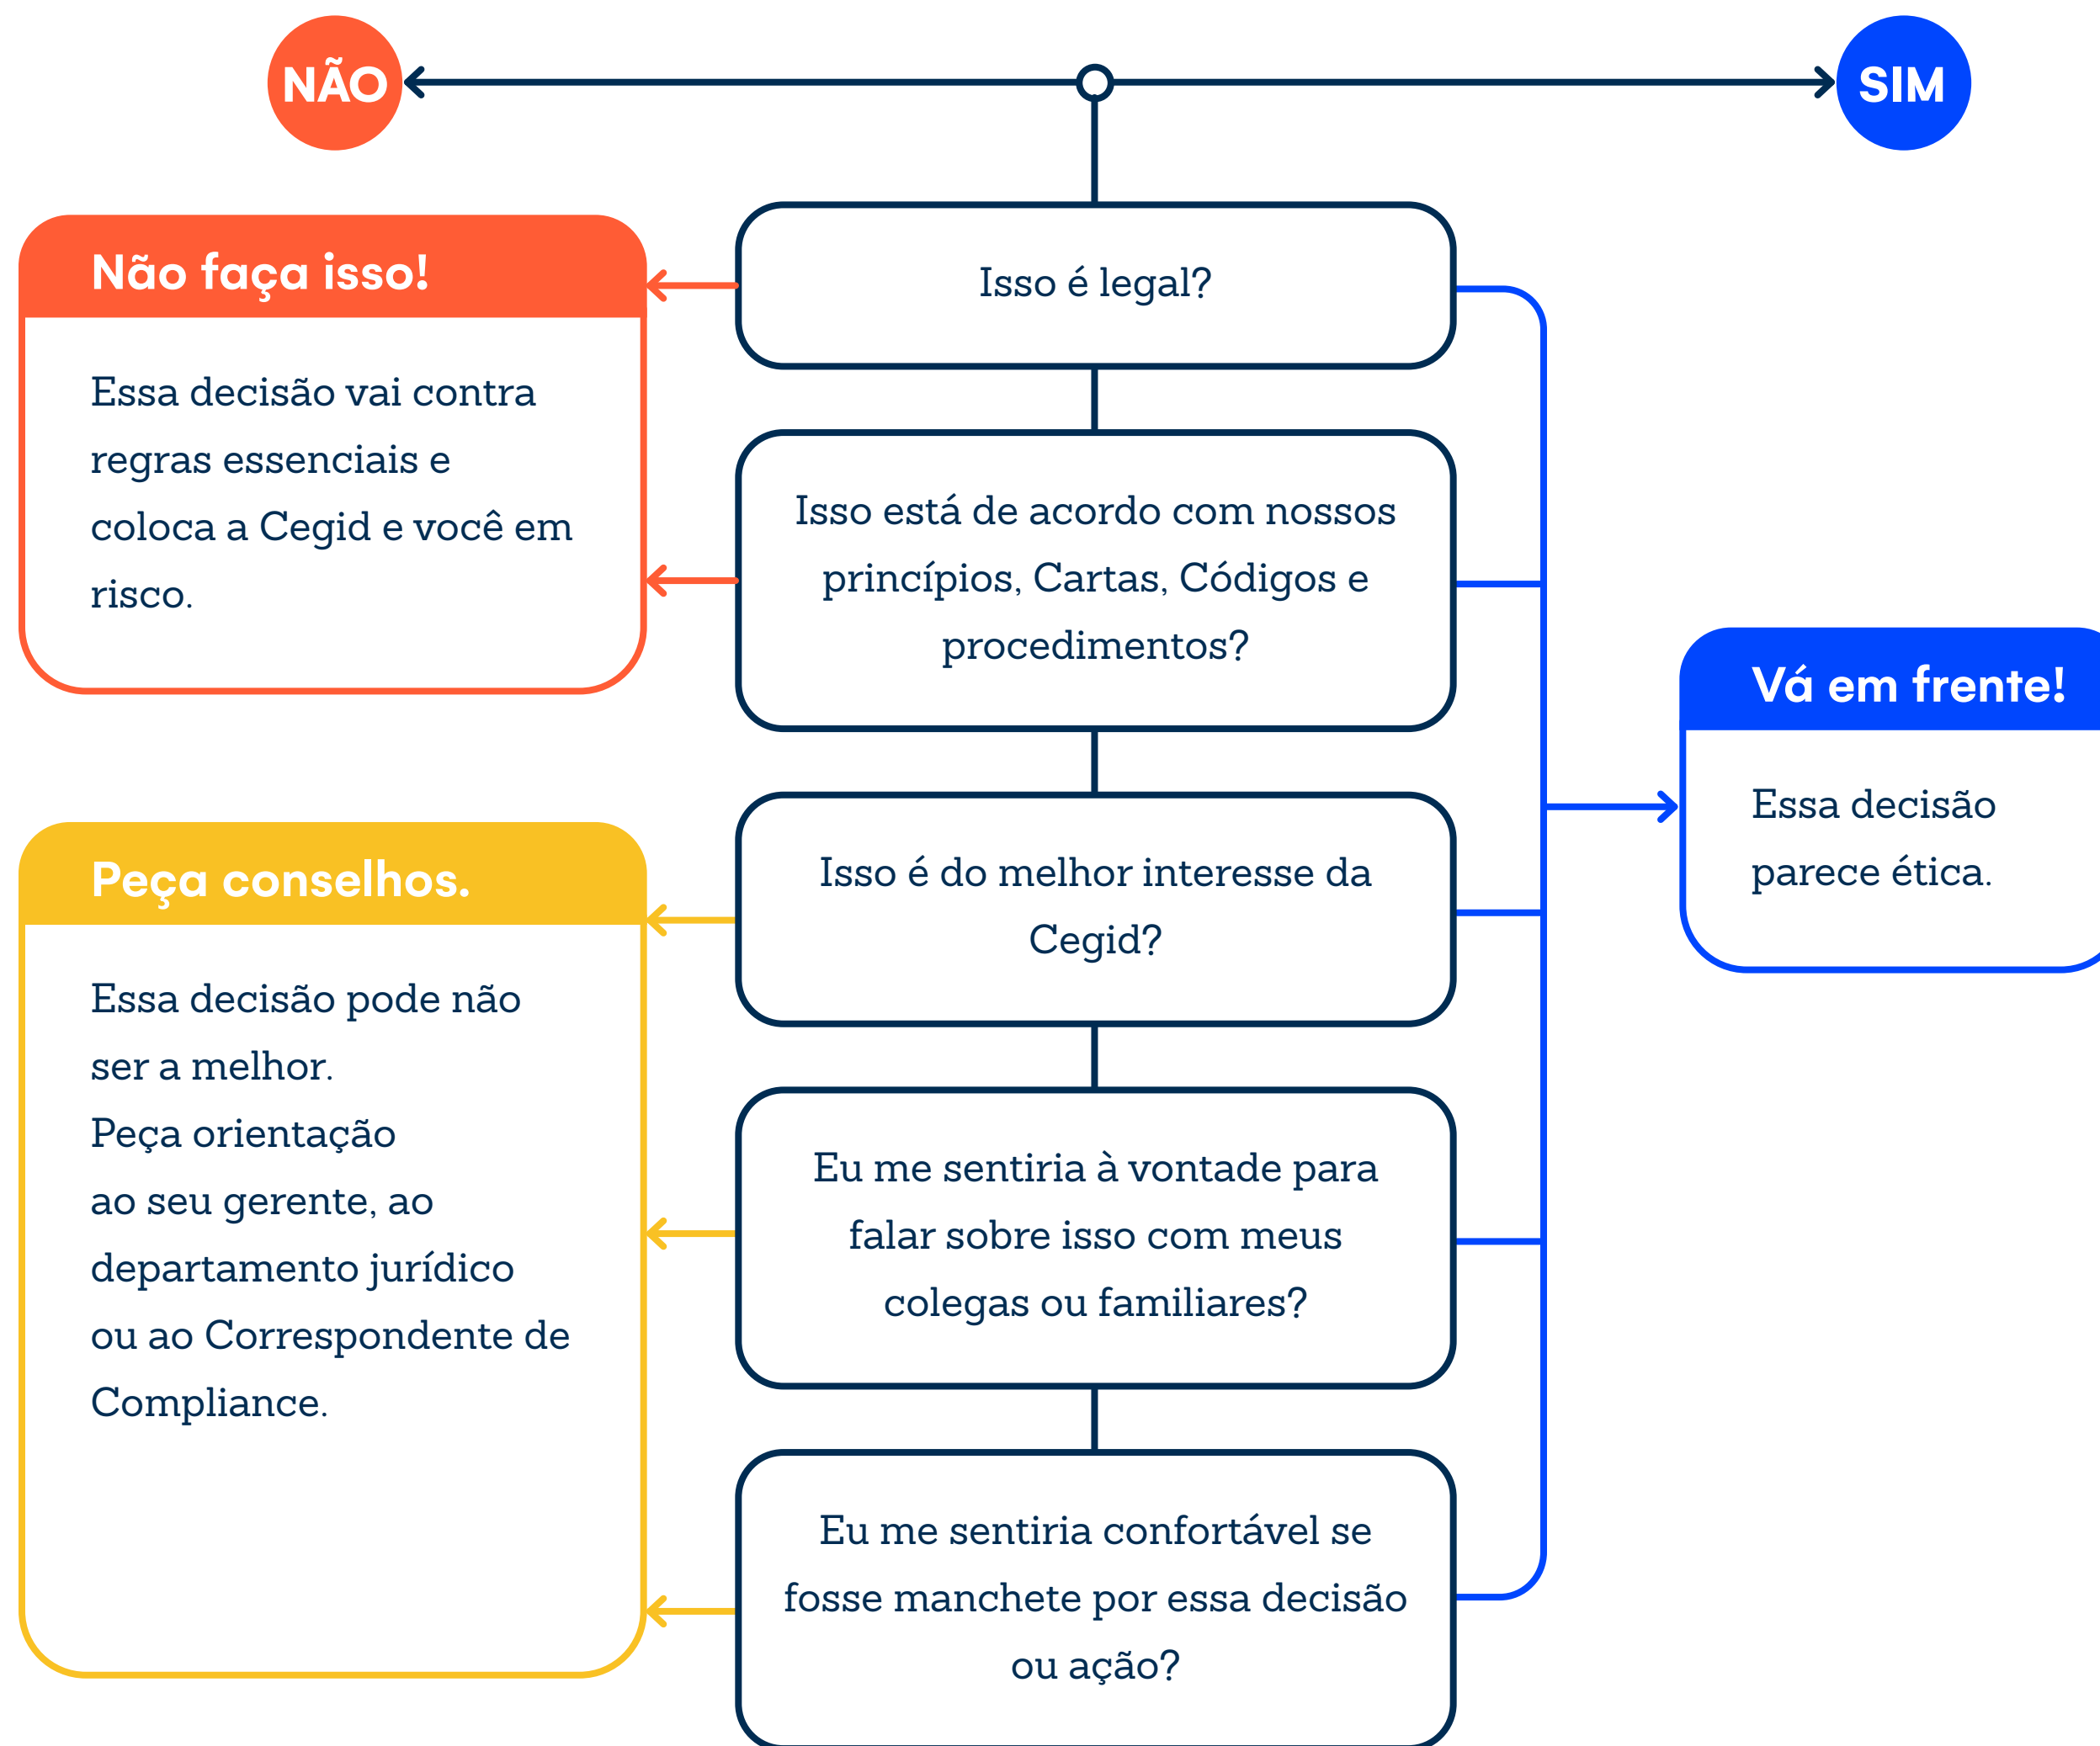 NÃO
SIM
Não faça isso!
Essa decisão vai contra
regras essenciais e
coloca a Cegid e você em
risco.
Isso é legal?
Isso está de acordo com nossos
princípios, Cartas, Códigos e
procedimentos?
Vá em frente!
Essa decisão
parece ética.
Peça conselhos.
Essa decisão pode não
ser a melhor.
Peça orientação
ao seu gerente, ao
departamento jurídico
ou ao Correspondente de
Compliance.
Isso é do melhor interesse da
Cegid?
Eu me sentiria à vontade para
falar sobre isso com meus
colegas ou familiares?
Eu me sentiria confortável se
fosse manchete por essa decisão
ou ação?